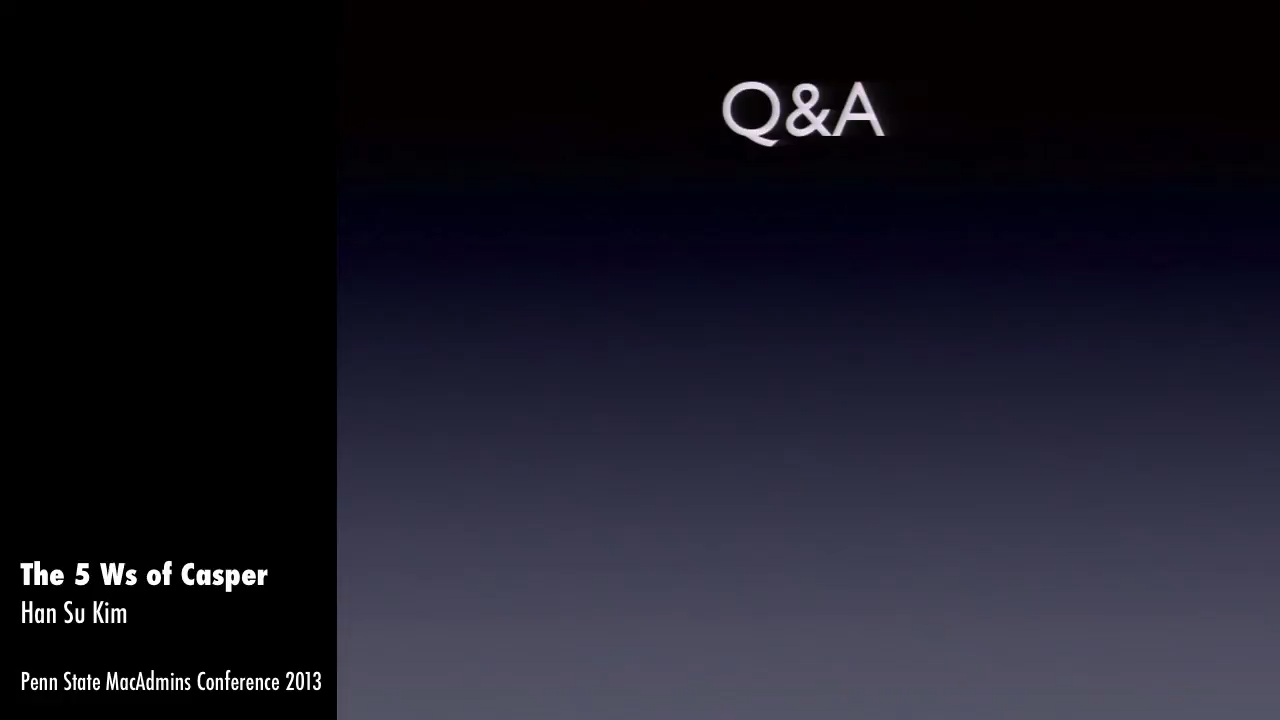 Q&A
The 5 Ws of Casper
Han Su Kim
Penn State MacAdmins Conference 2013